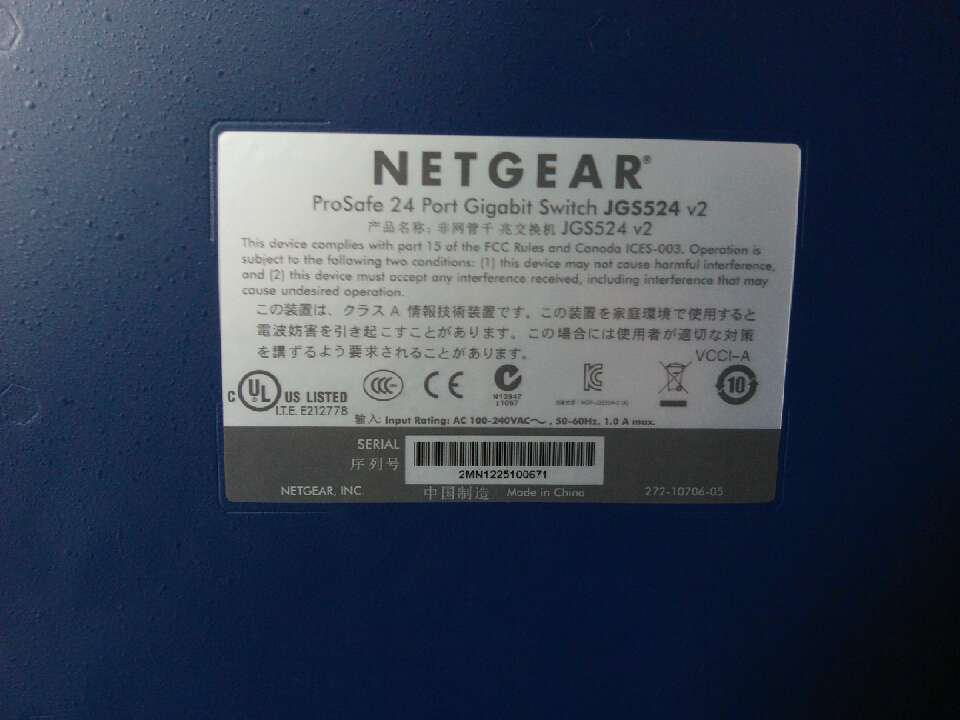 NETGEAR®
ProSafe 24 Port Gigabit Switch JGS524 v2
产品名称: 非网管千 兆交换机 JGS524 v2
This device complies with part 15 of the FCC Rules and Canada ICES-003. Operation is
subject to the following two conditions: (1) this device may not cause harmful interference,
and (2) this device must accept any interference received, including interference that may
cause undesired operation.
この装置は、クラス A 情報技術装置です。この装置を家庭環境で使用すると
電波妨害を引き起こすことがあります。この場合には使用者が適切な対策
を講ずるよう要求されることがあります。
VCCI-A
C UL US LISTED
I.T.E. E212778
CCC CE
N10947
10
输入 Input Rating: AC 100-240VAC~, 50-60Hz, 1.0 A max.
SERIAL
序列号
2MN1225100671
NETGEAR, INC. 中国制造 Made in China 272-10706-05